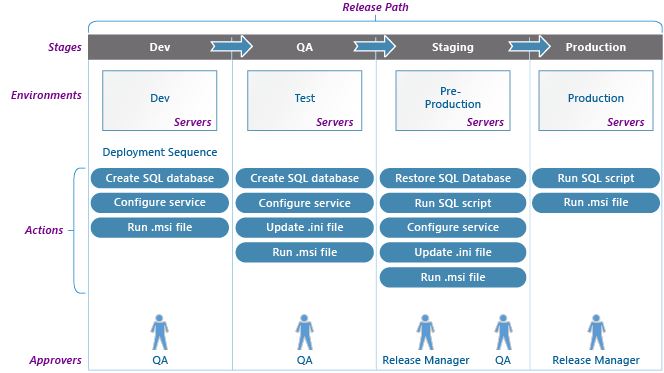 Release Path
Stages Dev QA Staging Production
Environments
Dev
Servers
Test
Servers
Pre-
Production
Servers
Production
Servers
Deployment Sequence
Actions
Create SQL database
Configure service
Run .msi file
Create SQL database
Configure service
Update .ini file
Run .msi file
Restore SQL Database
Run SQL script
Configure service
Update .ini file
Run .msi file
Run SQL script
Run .msi file
Approvers QA QA Release Manager QA Release Manager